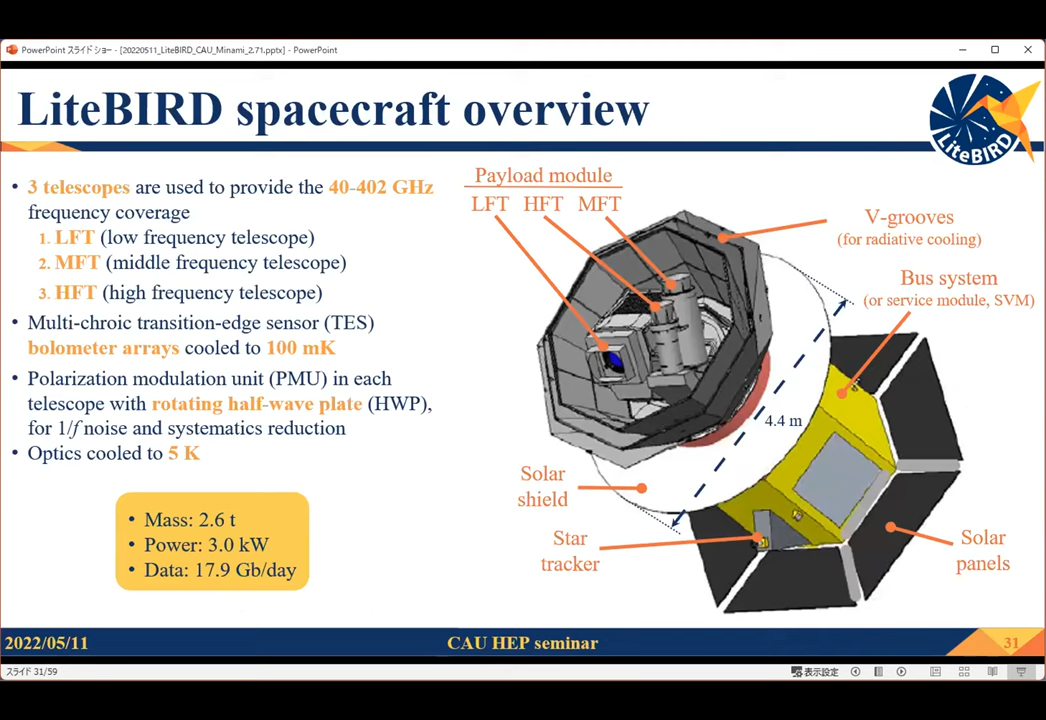 PowerPoint スライド ショー - [20220511_LiteBIRD_CAU_Minami_2.71.pptx] - PowerPoint
LiteBIRD spacecraft overview
LiteBIRD
• 3 telescopes are used to provide the 40-402 GHz
frequency coverage
1. LFT (low frequency telescope)
2. MFT (middle frequency telescope)
3. HFT (high frequency telescope)
• Multi-chroic transition-edge sensor (TES)
bolometer arrays cooled to 100 mK
• Polarization modulation unit (PMU) in each
telescope with rotating half-wave plate (HWP),
for 1/f noise and systematics reduction
• Optics cooled to 5 K
• Mass: 2.6 t
• Power: 3.0 kW
• Data: 17.9 Gb/day
Payload module
LFT HFT MFT
V-grooves
(for radiative cooling)
Bus system
(or service module, SVM)
4.4 m
Solar
shield
Star
tracker
Solar
panels
2022/05/11
CAU HEP seminar
31
スライド 31/59
表示設定